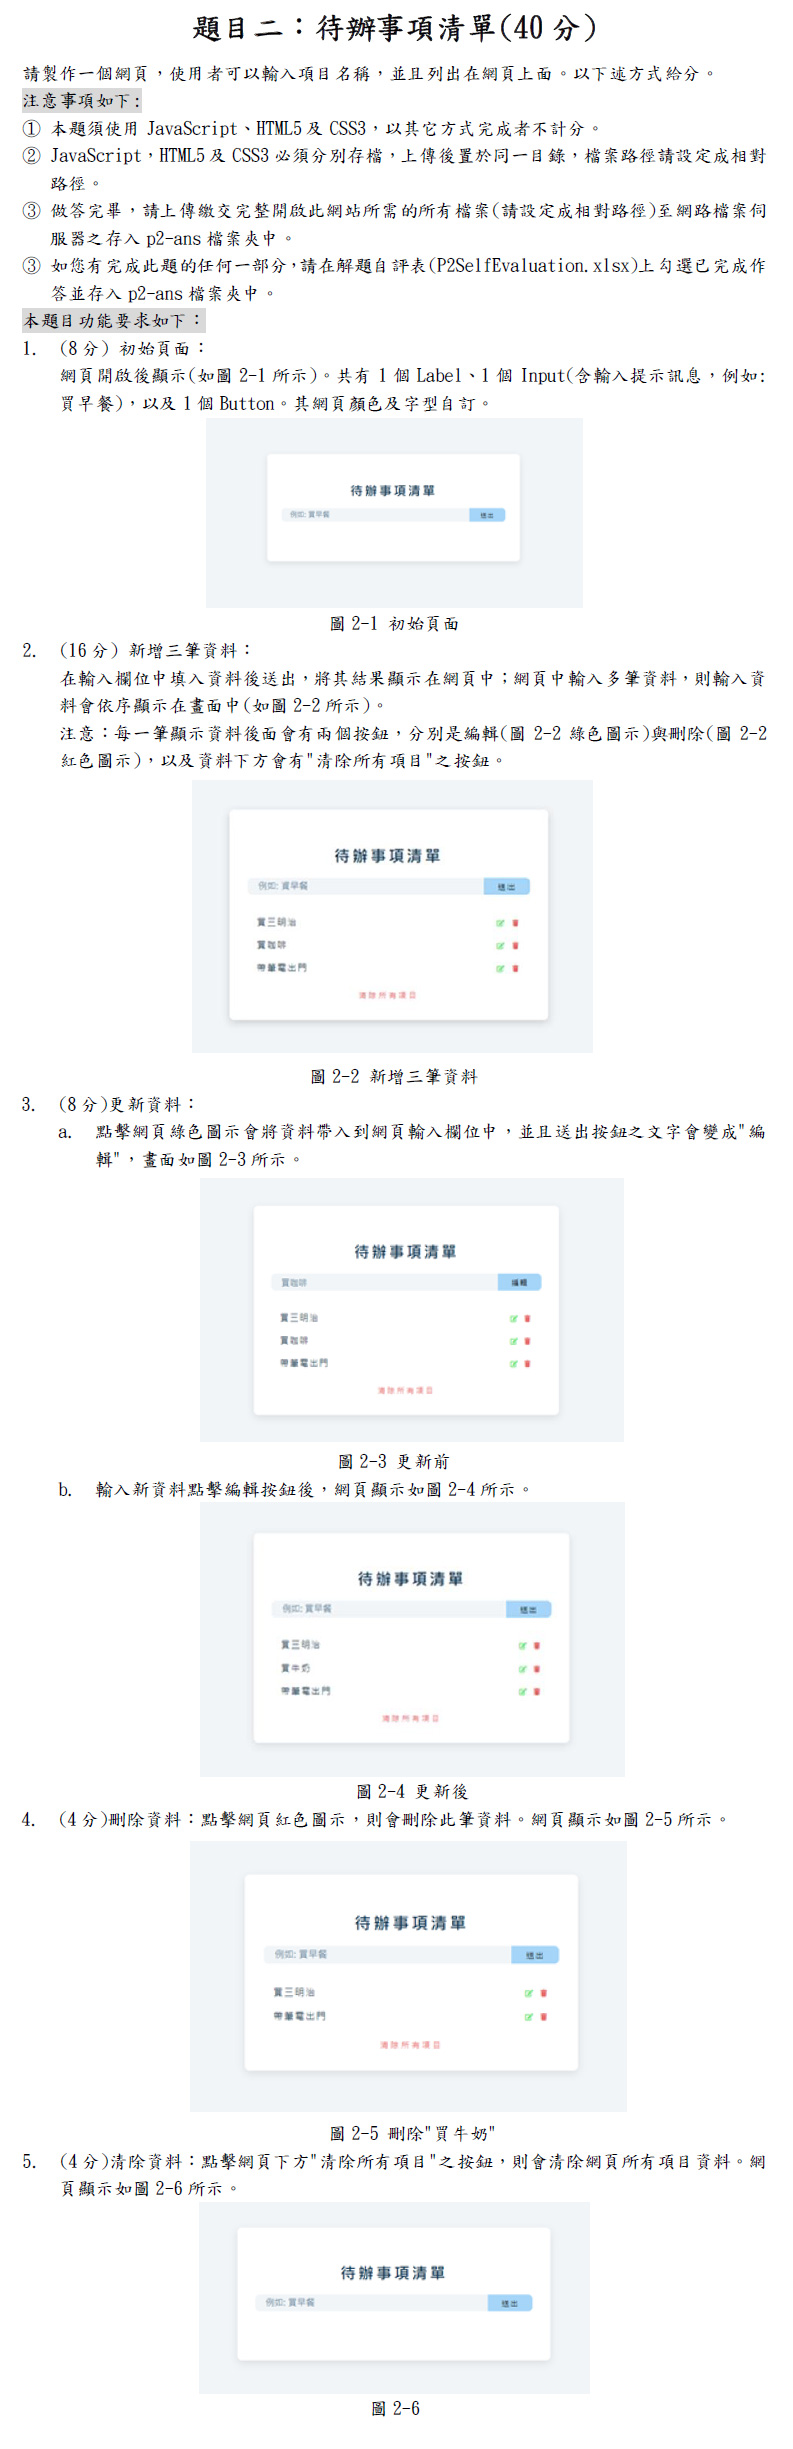 題目二：待辦事項清單(40 分)
請製作一個網頁，使用者可以輸入項目名稱，並且列出在網頁上面。以下述方式給分。
注意事項如下:
① 本題須使用 JavaScript、HTML5 及 CSS3，以其它方式完成者不計分。
② JavaScript，HTML5 及 CSS3 必須分別存檔，上傳後置於同一目錄，檔案路徑請設定成相對
路徑。
③ 做答完畢，請上傳繳交完整開啟此網站所需的所有檔案(請設定成相對路徑)至網路檔案伺
服器之存入 p2-ans 檔案夾中。
③ 如您有完成此題的任何一部分，請在解題自評表(P2SelfEvaluation.xlsx)上勾選已完成作
答並存入 p2-ans 檔案夾中。
本題目功能要求如下：
1. (8 分) 初始頁面：
網頁開啟後顯示(如圖 2-1 所示)。共有 1 個 Label、1 個 Input(含輸入提示訊息，例如:
買早餐)，以及 1 個 Button。其網頁顏色及字型自訂。
待辦事項清單
例如: 買早餐 送出
圖 2-1 初始頁面
2. (16 分) 新增三筆資料：
在輸入欄位中填入資料後送出，將其結果顯示在網頁中；網頁中輸入多筆資料，則輸入資
料會依序顯示在畫面中(如圖 2-2 所示)。
注意：每一筆顯示資料後面會有兩個按鈕，分別是編輯(圖 2-2 綠色圖示)與刪除(圖 2-2
紅色圖示)，以及資料下方會有"清除所有項目"之按鈕。
待辦事項清單
例如: 買早餐 送出
買三明治
買咖啡
帶筆電出門
清除所有項目
圖 2-2 新增三筆資料
3. (8 分)更新資料：
a. 點擊網頁綠色圖示會將資料帶入到網頁輸入欄位中，並且送出按鈕之文字會變成"編
輯"，畫面如圖 2-3 所示。
待辦事項清單
買咖啡 編輯
買三明治
買咖啡
帶筆電出門
清除所有項目
圖 2-3 更新前
b. 輸入新資料點擊編輯按鈕後，網頁顯示如圖 2-4 所示。
待辦事項清單
例如: 買早餐 送出
買三明治
買牛奶
帶筆電出門
清除所有項目
圖 2-4 更新後
4. (4 分)刪除資料：點擊網頁紅色圖示，則會刪除此筆資料。網頁顯示如圖 2-5 所示。
待辦事項清單
例如: 買早餐 送出
買三明治
帶筆電出門
清除所有項目
圖 2-5 刪除"買牛奶"
5. (4 分)清除資料：點擊網頁下方"清除所有項目"之按鈕，則會清除網頁所有項目資料。網
頁顯示如圖 2-6 所示。
待辦事項清單
例如: 買早餐 送出
圖 2-6